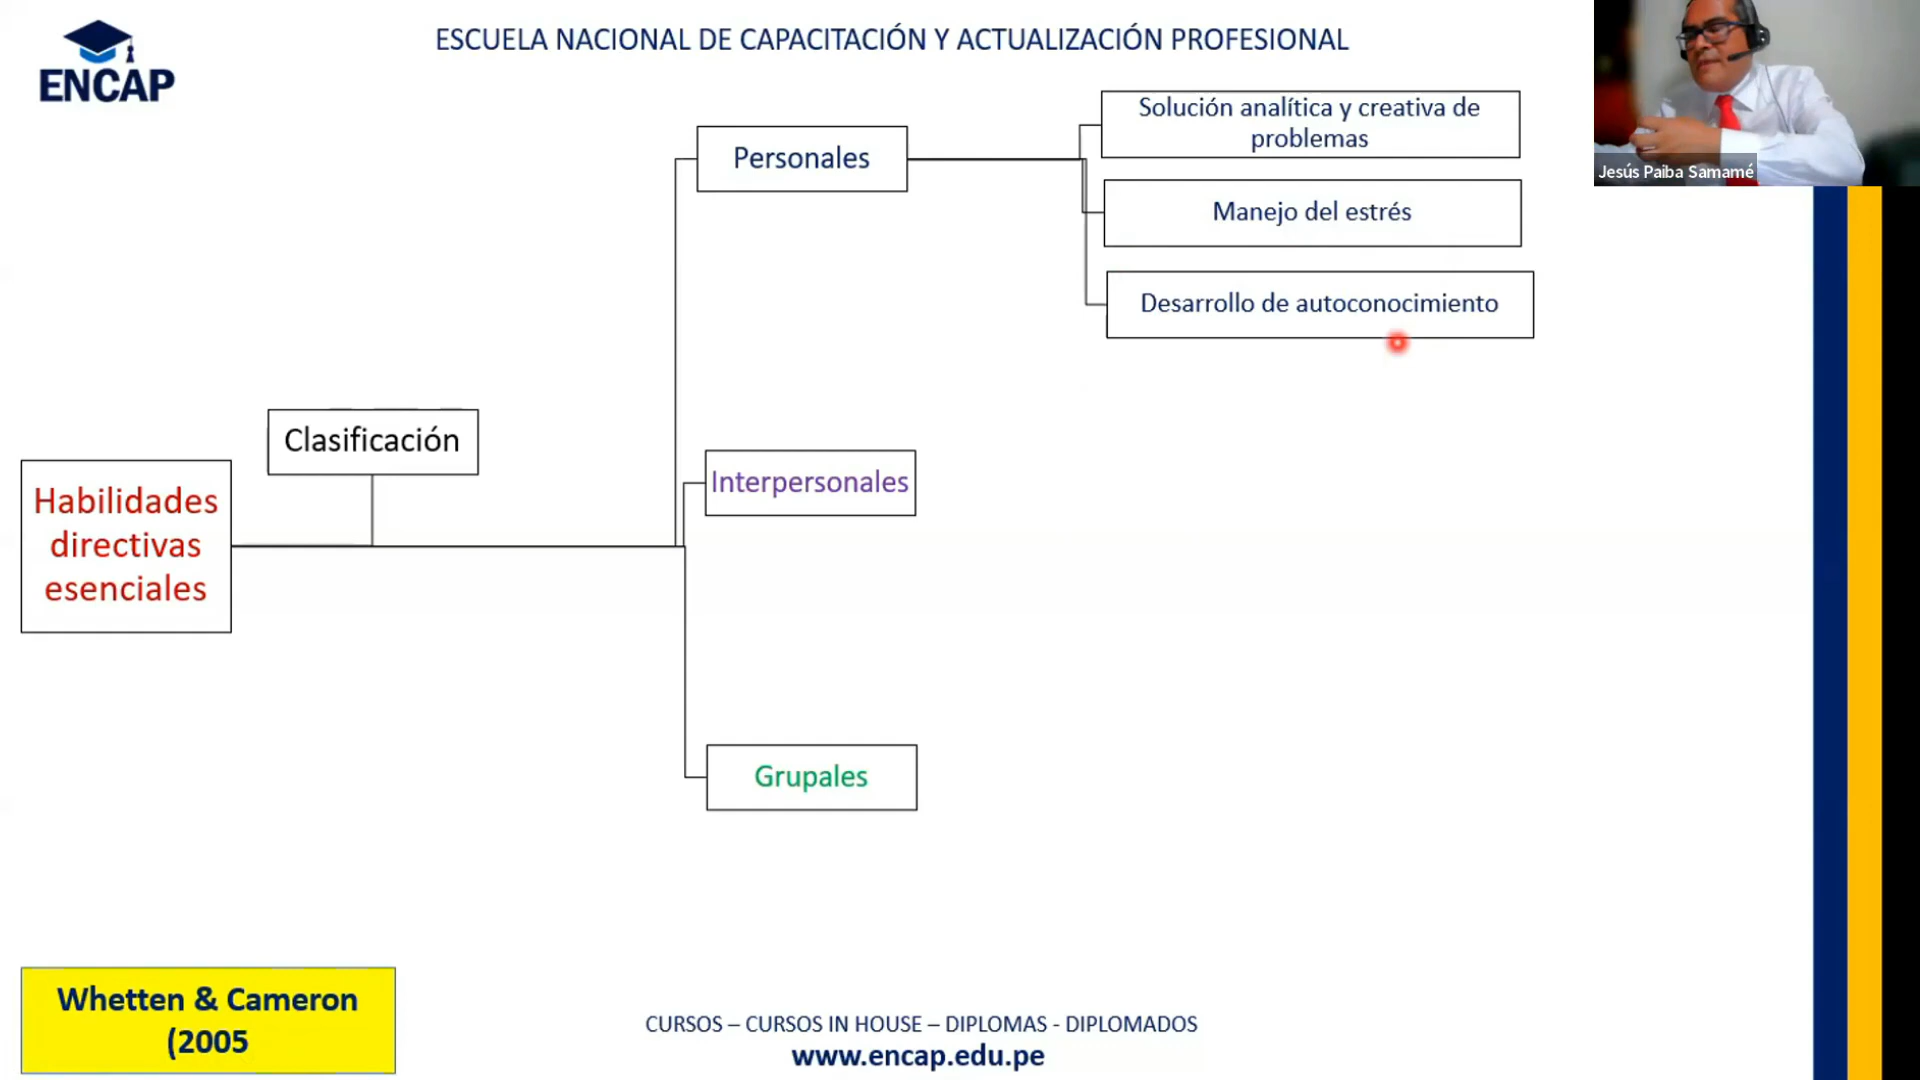 ENCAP
ESCUELA NACIONAL DE CAPACITACIÓN Y ACTUALIZACIÓN PROFESIONAL
Jesús Paiba Samamé
Solución analítica y creativa de
problemas
Personales
Manejo del estrés
Desarrollo de autoconocimiento
Clasificación
Interpersonales
Habilidades
directivas
esenciales
Grupales
Whetten & Cameron
(2005
CURSOS – CURSOS IN HOUSE – DIPLOMAS - DIPLOMADOS
www.encap.edu.pe